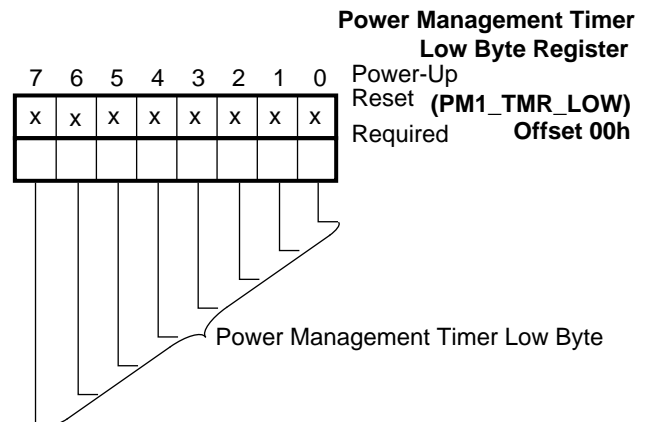 Power Management Timer
Low Byte Register
(PM1_TMR_LOW)
Offset 00h
7 6 5 4 3 2 1 0
Power-Up
Reset
x x x x x x x x
Required
Power Management Timer Low Byte